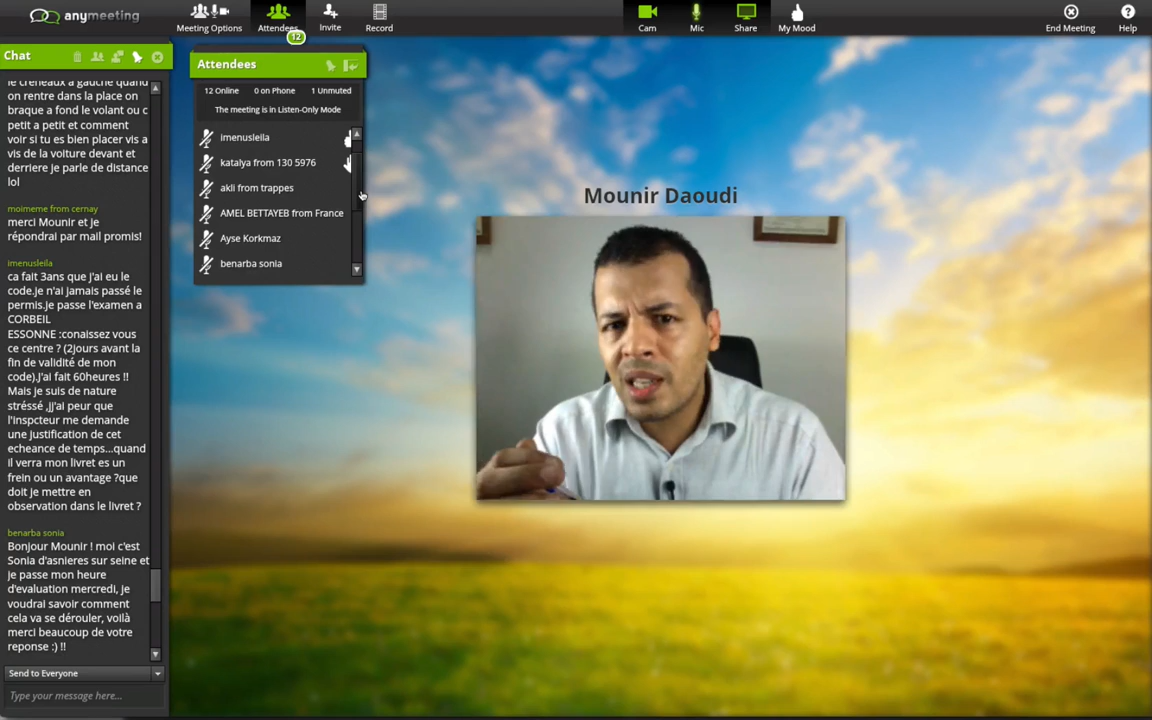 anymeeting
Meeting Options
Attendees
12
Invite
Record
Cam
Mic
Share
My Mood
End Meeting
Help
Chat
le creneaux a gauche quand
on rentre dans la place on
braque a fond le volant ou c
petit a petit et comment
voir si tu es bien placer vis a
vis de la voiture devant et
derriere je parle de distance
lol
moimeme from cernay
merci Mounir et je
répondrai par mail promis!
imenusleila
ca fait 3ans que j'ai eu le
code.je n'ai jamais passé le
permis.je passe l'examen a
CORBEIL
ESSONNE :conaissez vous
ce centre ? (2jours avant la
fin de validité de mon
code).J'ai fait 60heures !!
Mais je suis de nature
stréssé ,jj'ai peur que
l'inspcteur me demande
une justification de cet
echeance de temps...quand
il verra mon livret es un
frein ou un avantage ?que
doit je mettre en
observation dans le livret ?
benarba sonia
Bonjour Mounir ! moi c'est
Sonia d'asnieres sur seine et
je passe mon heure
d'evaluation mercredi, je
voudrai savoir comment
cela va se dérouler, voilà
merci beaucoup de votre
reponse :) !!
Send to Everyone
Type your message here...
Attendees
12 Online 0 on Phone 1 Unmuted
The meeting is in Listen-Only Mode
imenusleila
katalya from 130 5976
akli from trappes
AMEL BETTAYEB from France
Ayse Korkmaz
benarba sonia
Mounir Daoudi